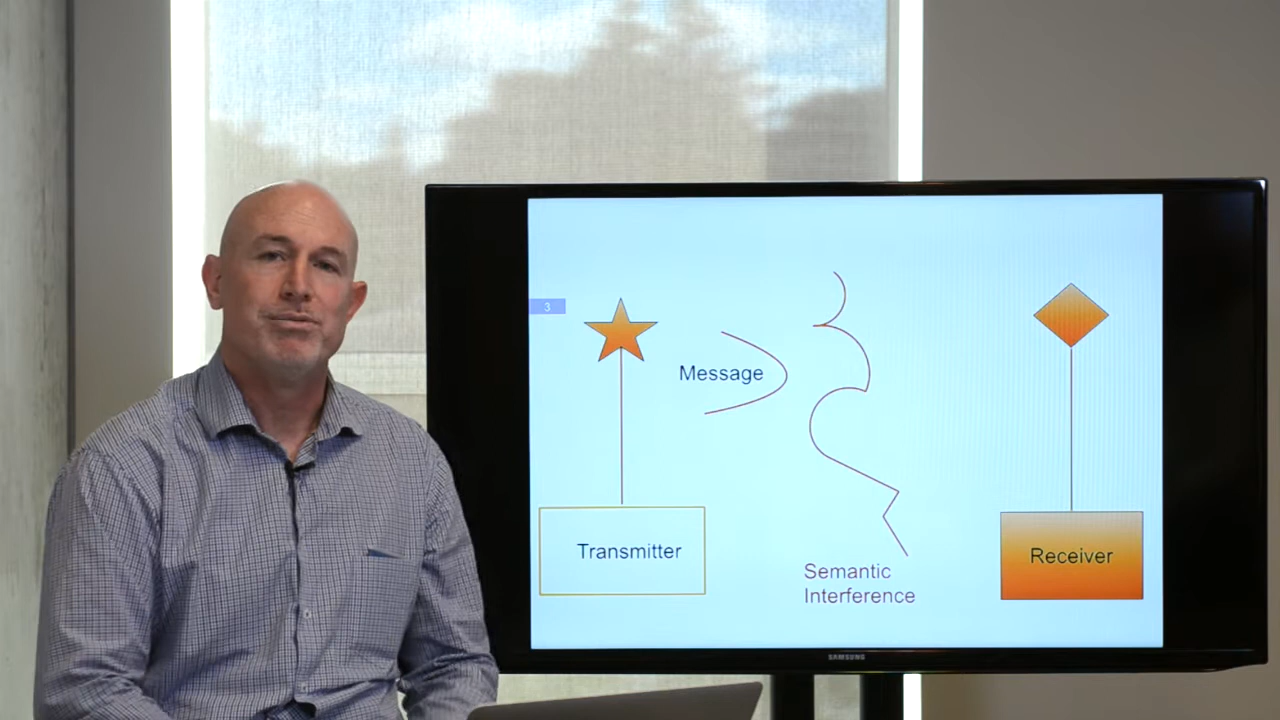 3
Message
Transmitter
Receiver
Semantic
Interference
SAMSUNG